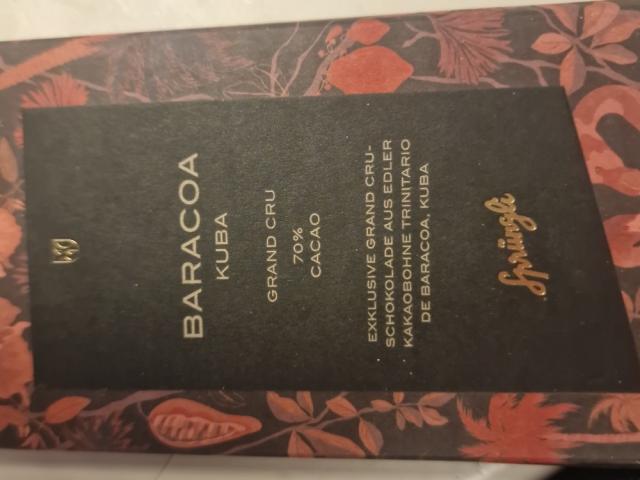 BARACOA
KUBA
GRAND CRU
70%
CACAO
EXKLUSIVE GRAND CRU-
SCHOKOLADE AUS EDLER
KAKAOBOHNE TRINITARIO
DE BARACOA, KUBA
Sprüngli